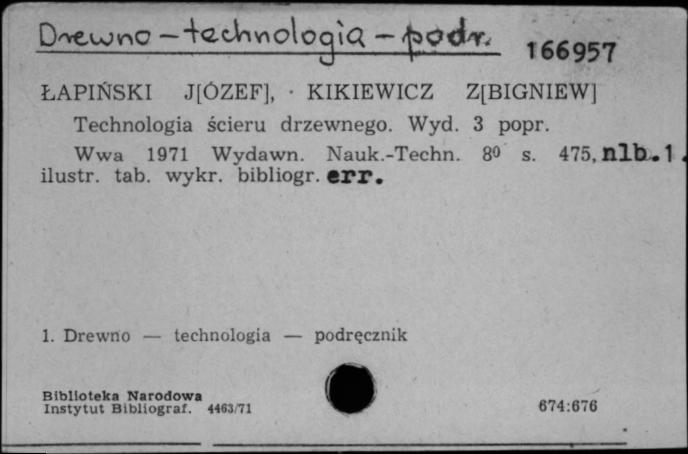 Drewno – technologia – podr.
166957
ŁAPIŃSKI J[ÓZEF], KIKIEWICZ Z[BIGNIEW]
Technologia ścieru drzewnego. Wyd. 3 popr.
Wwa 1971 Wydawn. Nauk.-Techn. 8º s. 475, nlb.1.
ilustr. tab. wykr. bibliogr. err.
1. Drewno — technologia — podręcznik
Biblioteka Narodowa
Instytut Bibliograf. 4463/71
674:676